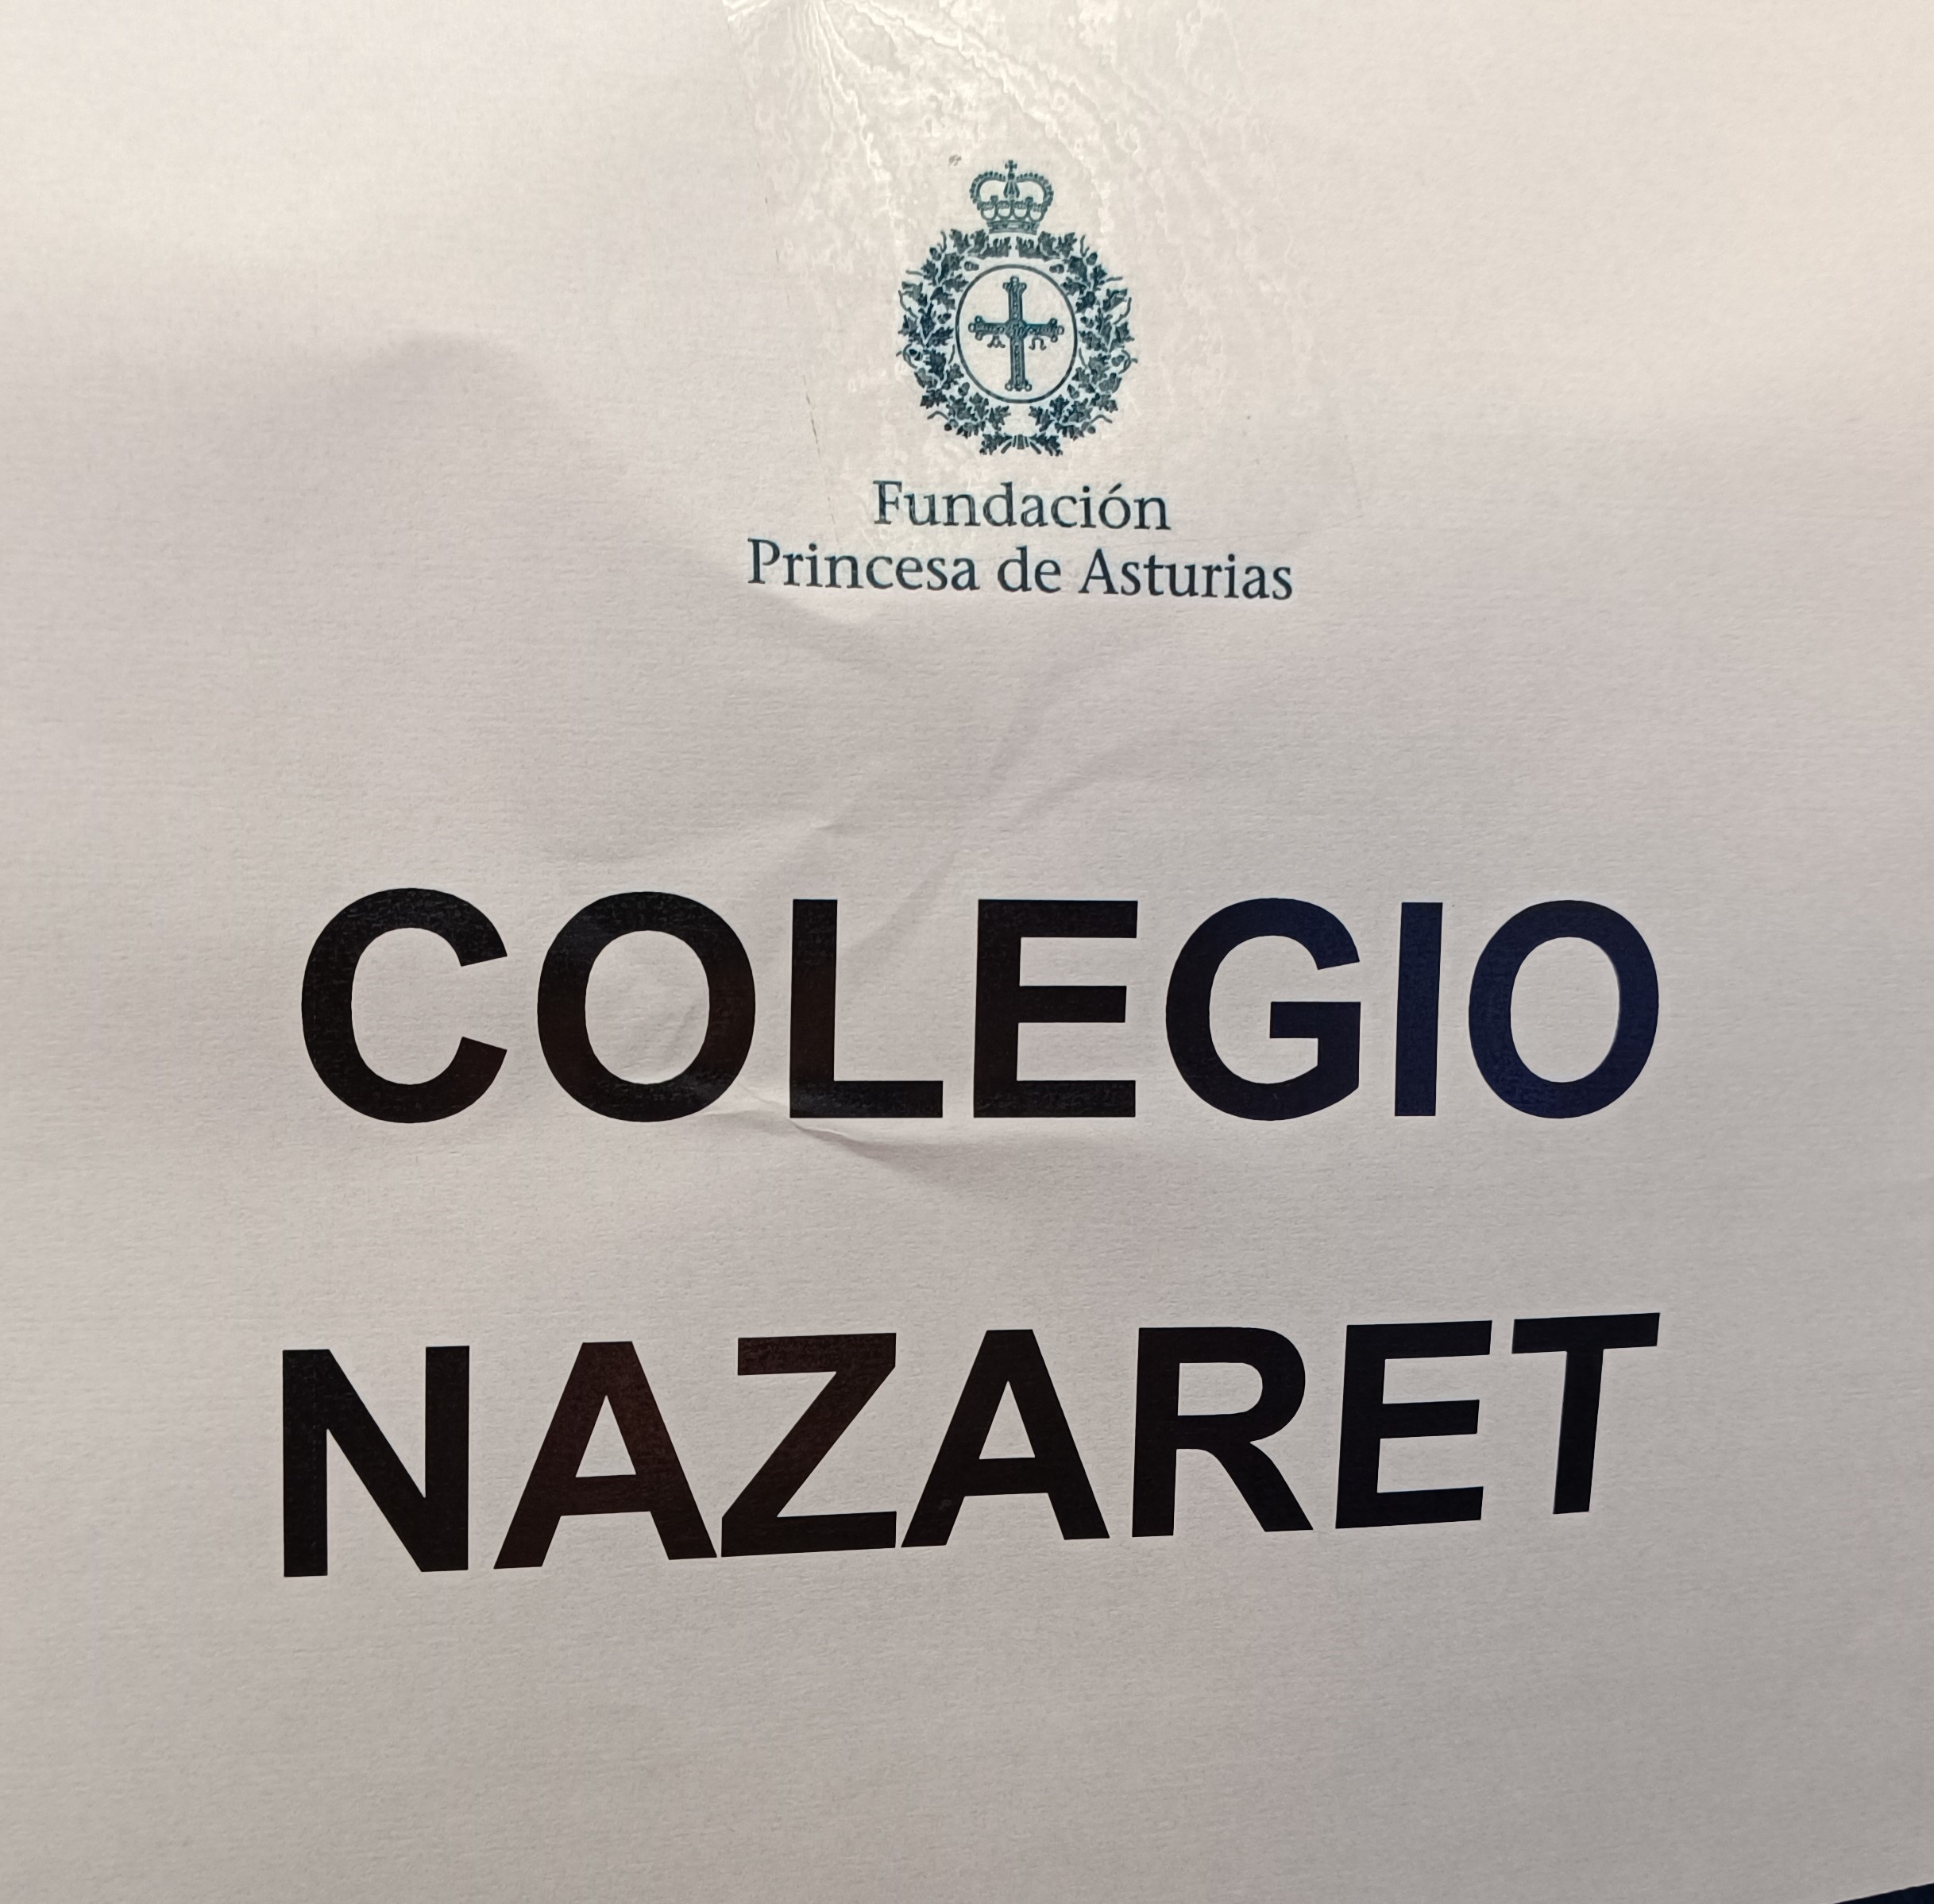 Fundación
Princesa de Asturias
COLEGIO
NAZARET